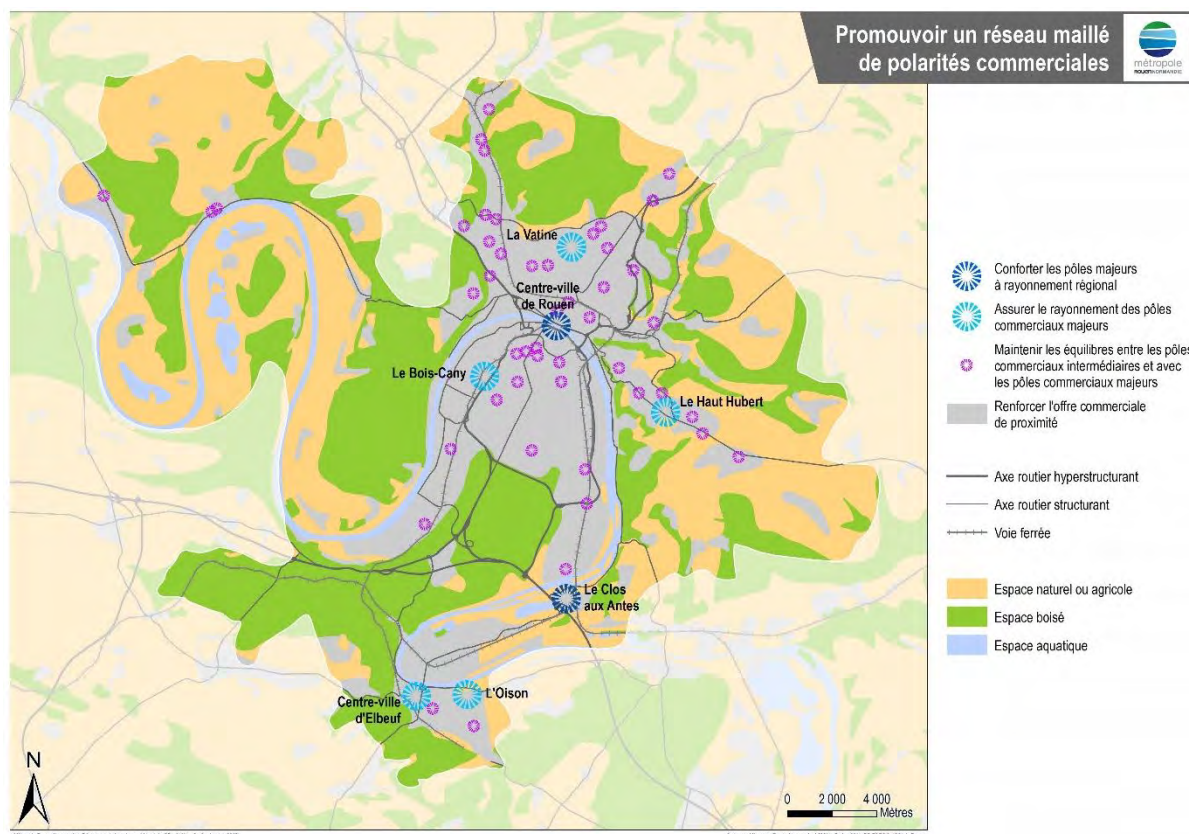 Promouvoir un réseau maillé
de polarités commerciales
métropole
ROUENNORMANDIE
La Vatine
Centre-ville
de Rouen
Le Bois-Cany
Le Haut Hubert
Le Clos
aux Antes
Centre-ville
d'Elbeuf
L'Oison
N
0 2 000 4 000
Mètres
Conforter les pôles majeurs
à rayonnement régional
Assurer le rayonnement des pôles
commerciaux majeurs
Maintenir les équilibres entre les pôles
commerciaux intermédiaires et avec
les pôles commerciaux majeurs
Renforcer l'offre commerciale
de proximité
Axe routier hyperstructurant
Axe routier structurant
Voie ferrée
Espace naturel ou agricole
Espace boisé
Espace aquatique